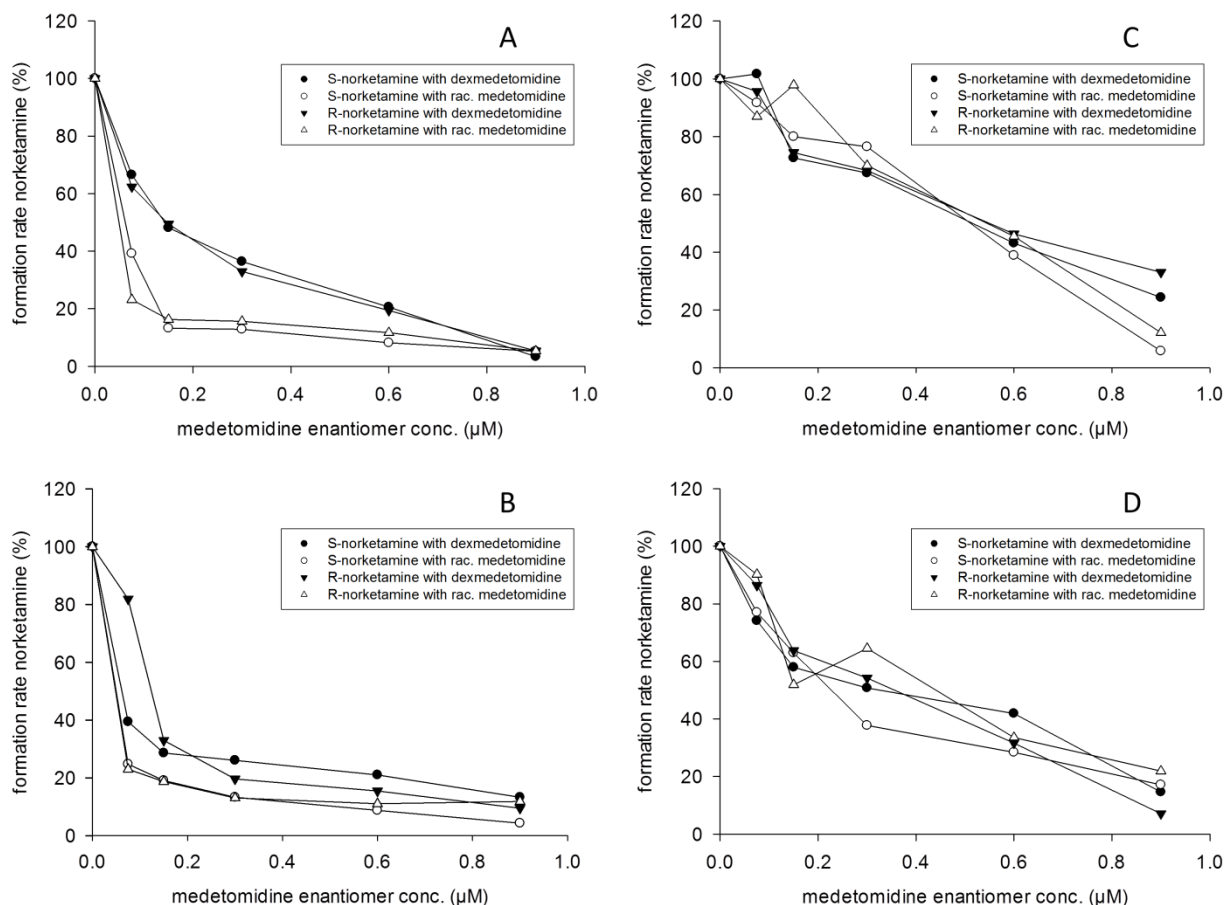 A
120
100
80
60
40
20
0
formation rate norketamine (%)
S-norketamine with dexmedetomidine
S-norketamine with rac. medetomidine
R-norketamine with dexmedetomidine
R-norketamine with rac. medetomidine
0.0 0.2 0.4 0.6 0.8 1.0
medetomidine enantiomer conc. (µM)
C
120
100
80
60
40
20
0
formation rate norketamine (%)
S-norketamine with dexmedetomidine
S-norketamine with rac. medetomidine
R-norketamine with dexmedetomidine
R-norketamine with rac. medetomidine
0.0 0.2 0.4 0.6 0.8 1.0
medetomidine enantiomer conc. (µM)
B
120
100
80
60
40
20
0
formation rate norketamine (%)
S-norketamine with dexmedetomidine
S-norketamine with rac. medetomidine
R-norketamine with dexmedetomidine
R-norketamine with rac. medetomidine
0.0 0.2 0.4 0.6 0.8 1.0
medetomidine enantiomer conc. (µM)
D
120
100
80
60
40
20
0
formation rate norketamine (%)
S-norketamine with dexmedetomidine
S-norketamine with rac. medetomidine
R-norketamine with dexmedetomidine
R-norketamine with rac. medetomidine
0.0 0.2 0.4 0.6 0.8 1.0
medetomidine enantiomer conc. (µM)